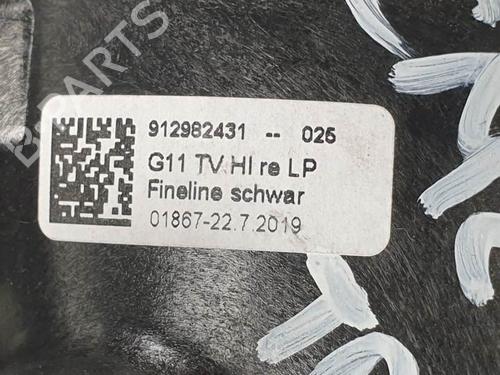 912982431 -- 025
G11 TV HI re LP
Fineline schwar
01867-22.7.2019